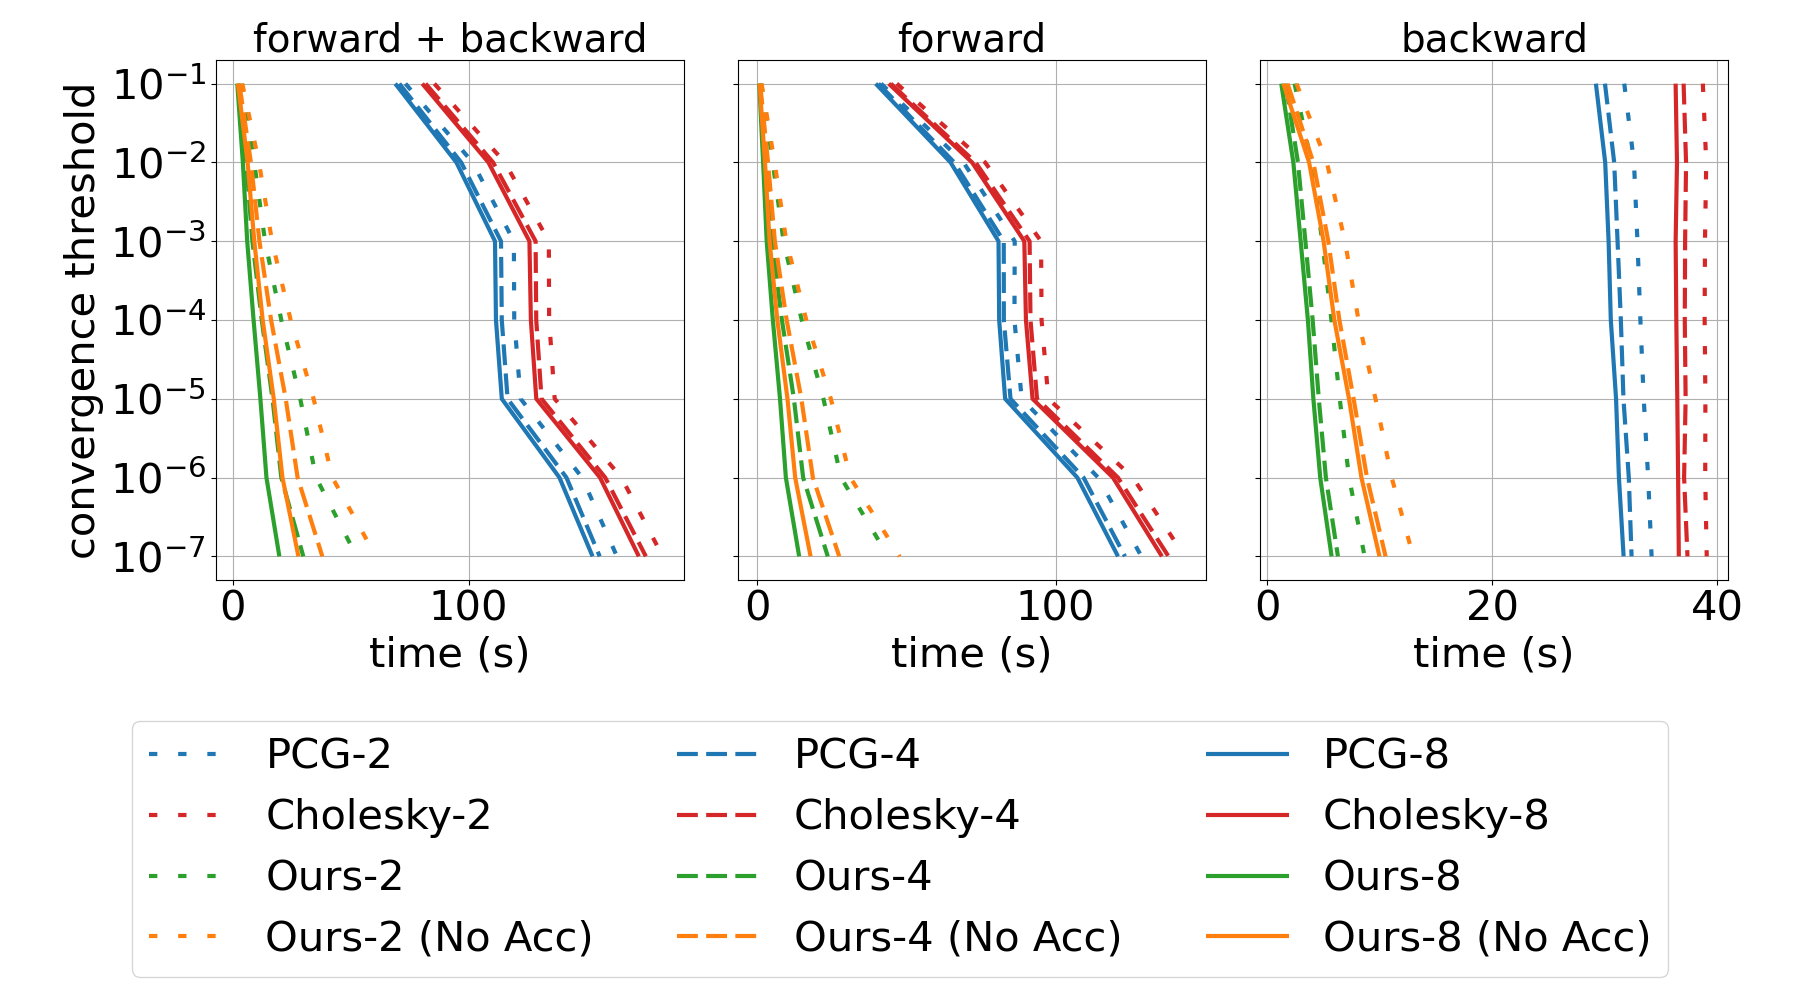 forward + backward
forward
backward
convergence threshold
10⁻¹
10⁻²
10⁻³
10⁻⁴
10⁻⁵
10⁻⁶
10⁻⁷
0 100
0 100
0 20 40
time (s)
time (s)
time (s)
PCG-2 PCG-4 PCG-8
Cholesky-2 Cholesky-4 Cholesky-8
Ours-2 Ours-4 Ours-8
Ours-2 (No Acc) Ours-4 (No Acc) Ours-8 (No Acc)